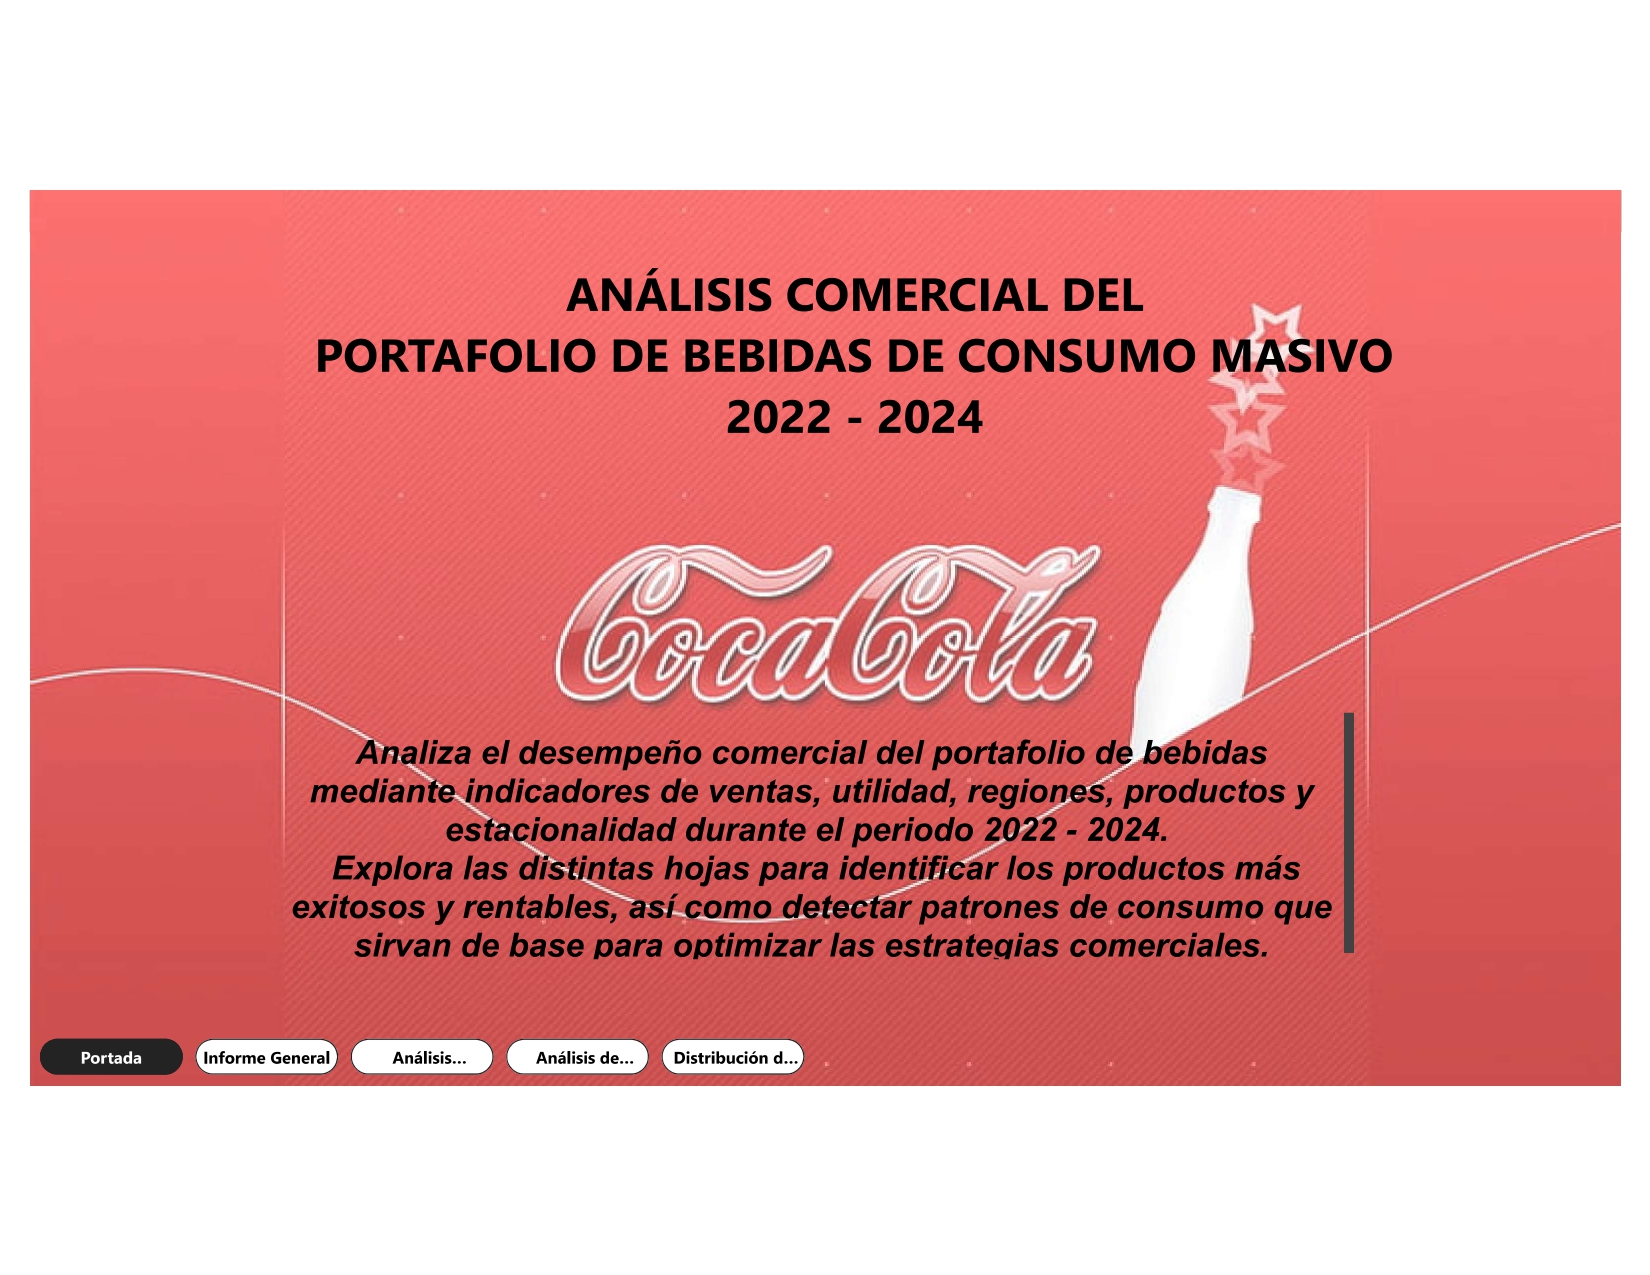 ANÁLISIS COMERCIAL DEL
PORTAFOLIO DE BEBIDAS DE CONSUMO MASIVO
2022 - 2024
Coca Cola
Analiza el desempeño comercial del portafolio de bebidas
mediante indicadores de ventas, utilidad, regiones, productos y
estacionalidad durante el periodo 2022 - 2024.
Explora las distintas hojas para identificar los productos más
exitosos y rentables, así como detectar patrones de consumo que
sirvan de base para optimizar las estrategias comerciales.
Portada
Informe General
Análisis...
Análisis de...
Distribución d...